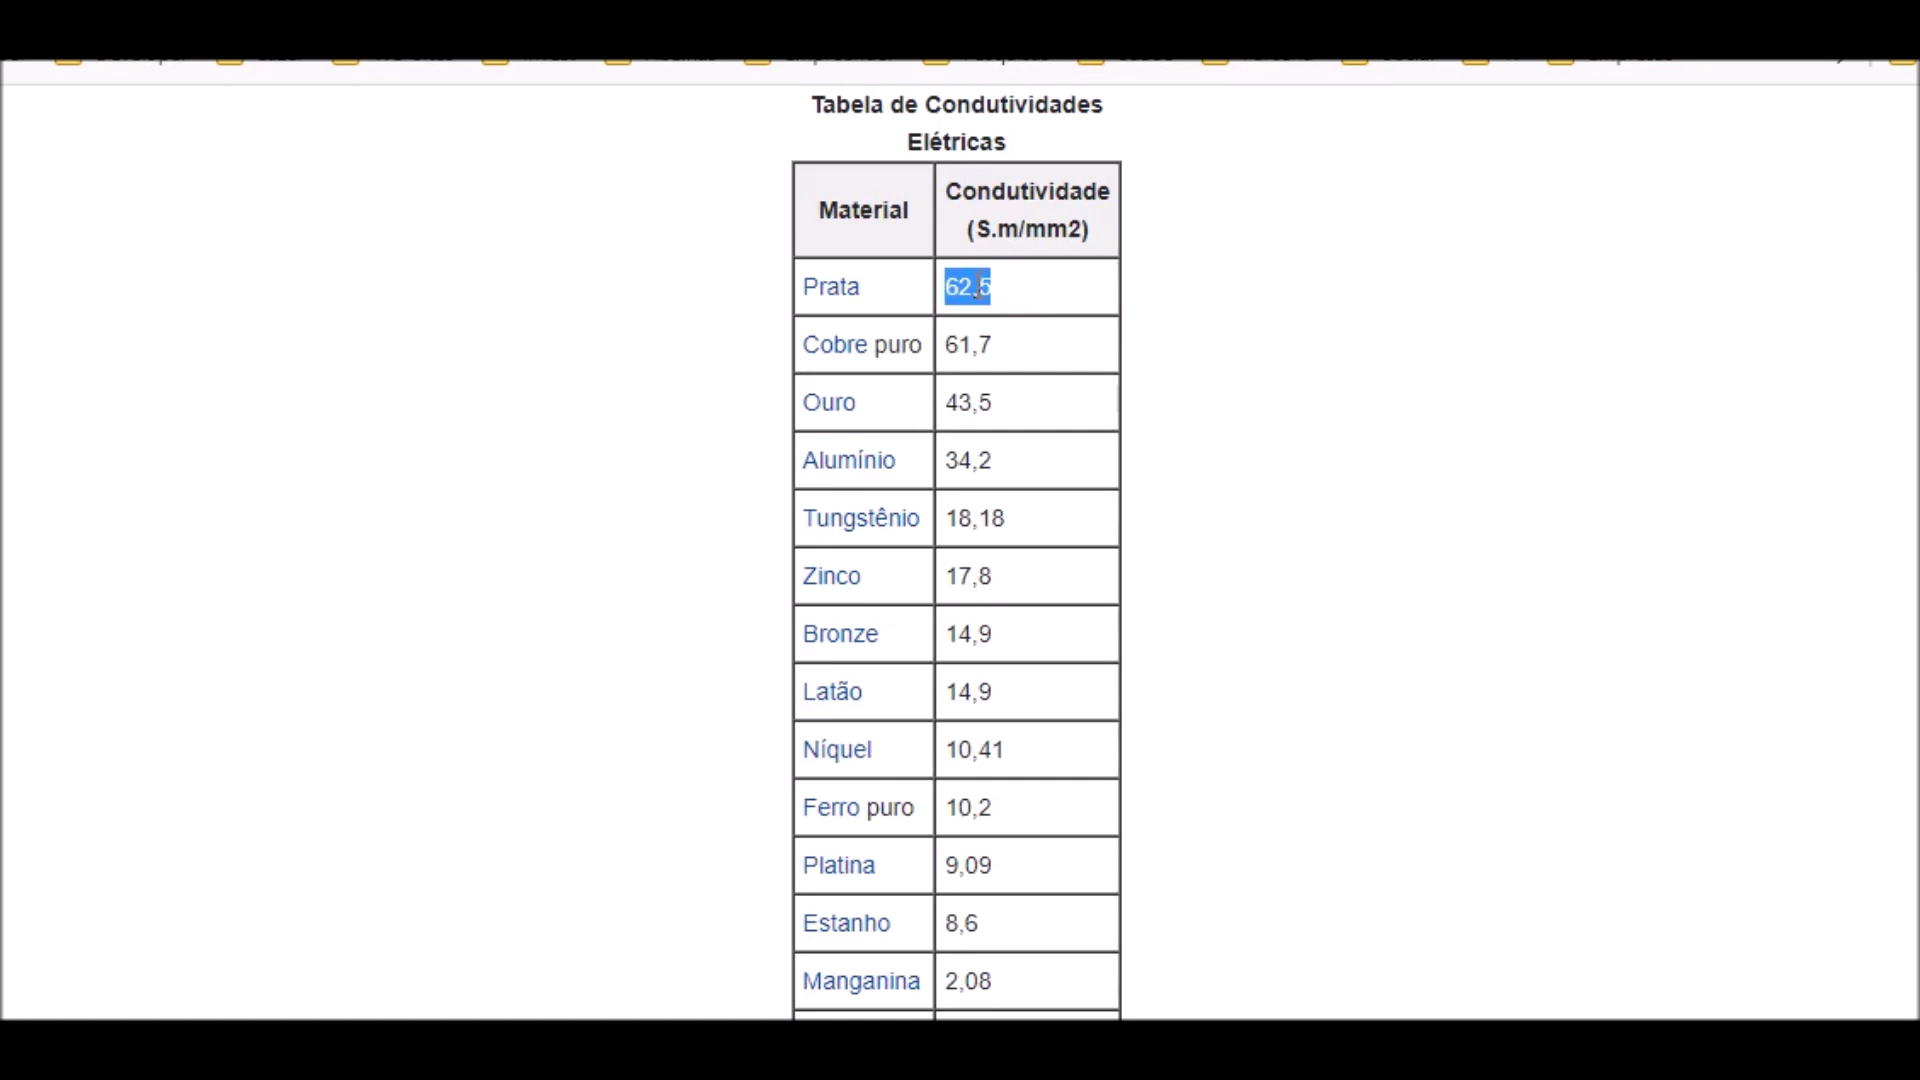 Tabela de Condutividades
Elétricas
Material
Condutividade
(S.m/mm2)
Prata 62,5
Cobre puro 61,7
Ouro 43,5
Alumínio 34,2
Tungstênio 18,18
Zinco 17,8
Bronze 14,9
Latão 14,9
Níquel 10,41
Ferro puro 10,2
Platina 9,09
Estanho 8,6
Manganina 2,08